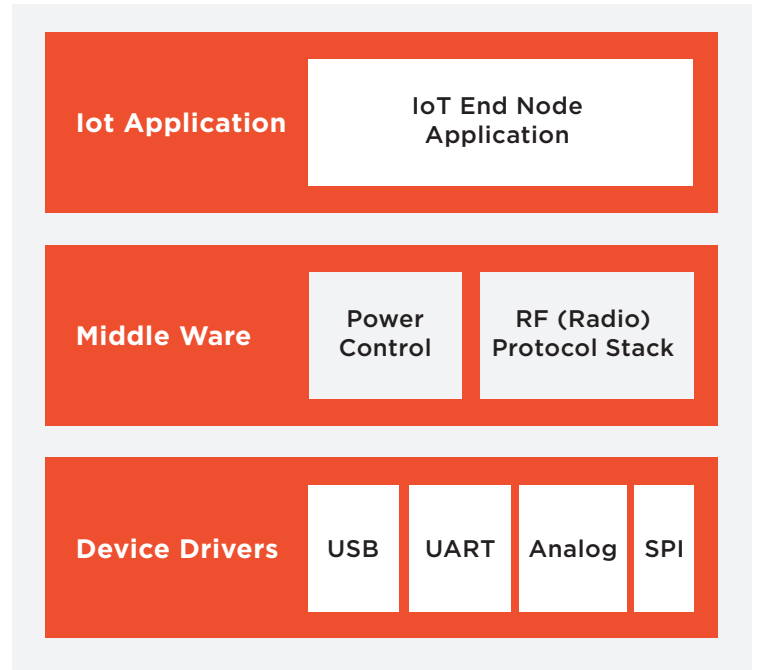 Iot Application
IoT End Node
Application
Middle Ware
Power
Control
RF (Radio)
Protocol Stack
Device Drivers
USB
UART
Analog
SPI